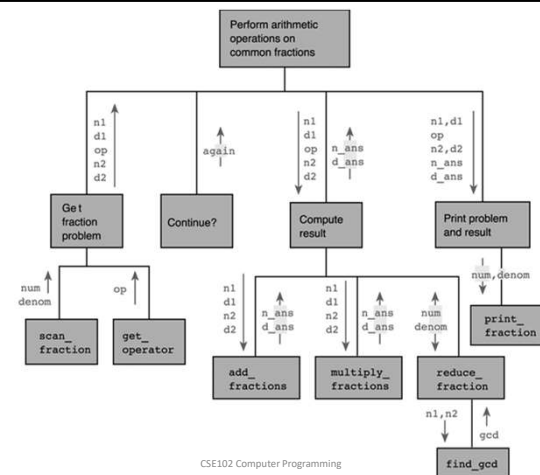 Perform arithmetic
operations on
common fractions
n1
d1
op
n2
d2
again
n1
d1
op
n2
d2
n_ans
d_ans
n1,d1
op
n2,d2
n_ans
d_ans
Get
fraction
problem
Continue?
Compute
result
Print problem
and result
num
denom
op
n1
d1
n2
d2
n_ans
d_ans
n1
d1
n2
d2
n_ans
d_ans
num
denom
num,denom
scan_
fraction
get_
operator
add_
fractions
multiply_
fractions
reduce_
fraction
print_
fraction
n1,n2
gcd
find_gcd
CSE102 Computer Programming